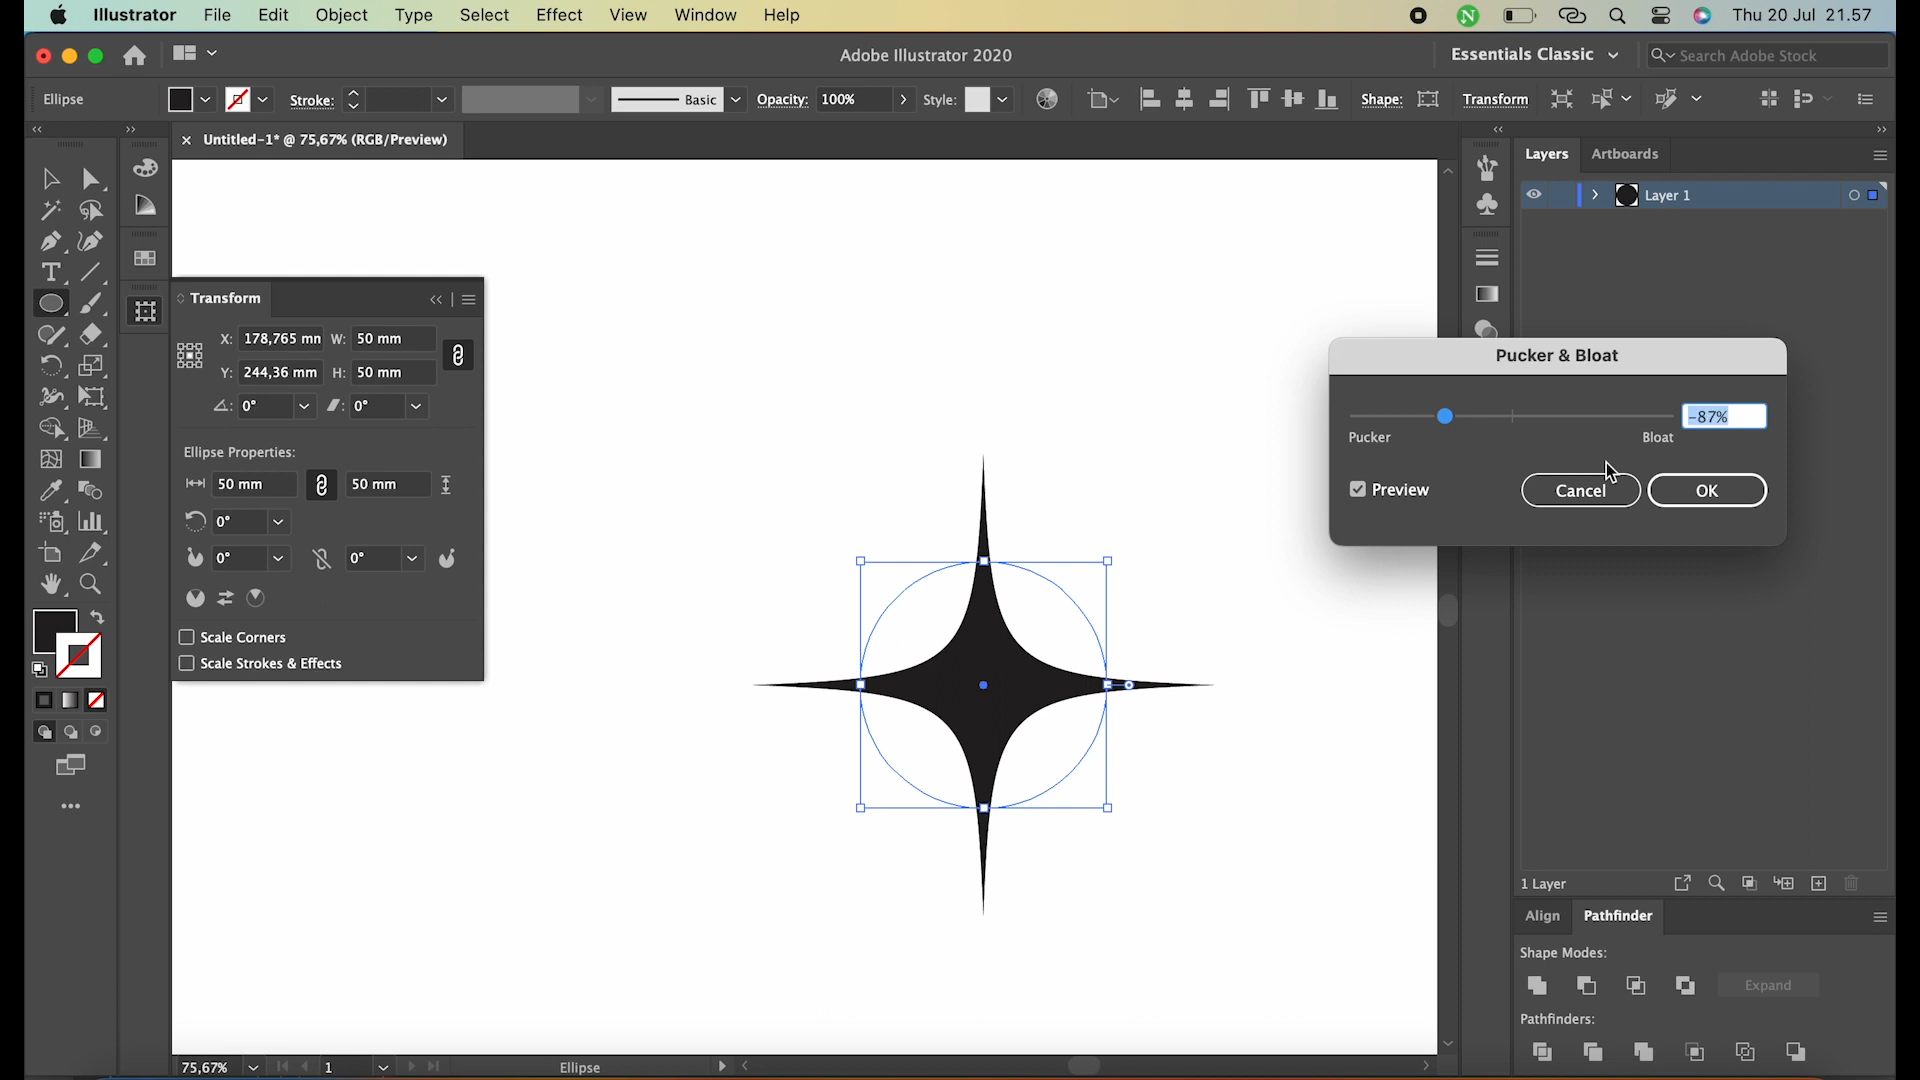 Illustrator File Edit Object Type Select Effect View Window Help Thu 20 Jul 21.57
Adobe Illustrator 2020 Essentials Classic Search Adobe Stock
Ellipse Stroke: Basic Opacity: 100% Style: Shape: Transform
Untitled-1* @ 75,67% (RGB/Preview)
Layers Artboards
Layer 1
Transform
X: 178,765 mn W: 50 mm
Y: 244,36 mm H: 50 mm
0° 0°
Ellipse Properties:
50 mm 50 mm
0°
0° 0°
Scale Corners
Scale Strokes & Effects
Pucker & Bloat
-87%
Pucker Bloat
Preview Cancel OK
1 Layer
Align Pathfinder
Shape Modes:
Expand
Pathfinders:
75,67% 1 Ellipse